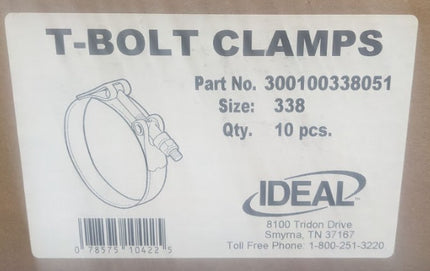 T-BOLT CLAMPS
Part No. 300100338051
Size: 338
Qty. 10 pcs.
IDEAL™
8100 Tridon Drive
Smyrna, TN 37167
Toll Free Phone: 1-800-251-3220
0 78575 10422 5